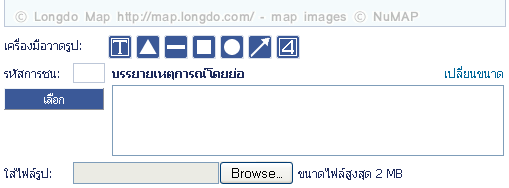 © Longdo Map http://map.longdo.com/ - map images © NuMAP
เครื่องมือวาดรูป: T 4
รหัสการชน: บรรยายเหตุการณ์โดยย่อ เปลี่ยนขนาด
เลือก
ใส่ไฟล์รูป: Browse... ขนาดไฟล์สูงสุด 2 MB